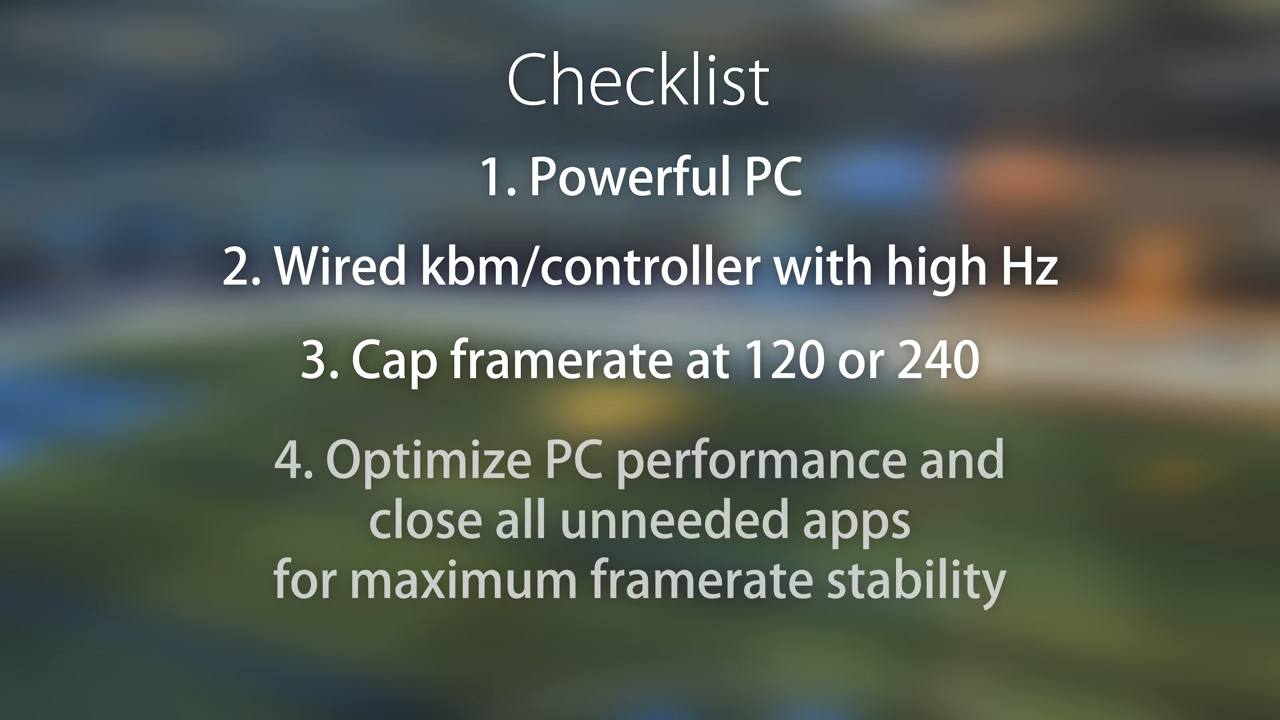 Checklist
1. Powerful PC
2. Wired kbm/controller with high Hz
3. Cap framerate at 120 or 240
4. Optimize PC performance and
close all unneeded apps
for maximum framerate stability